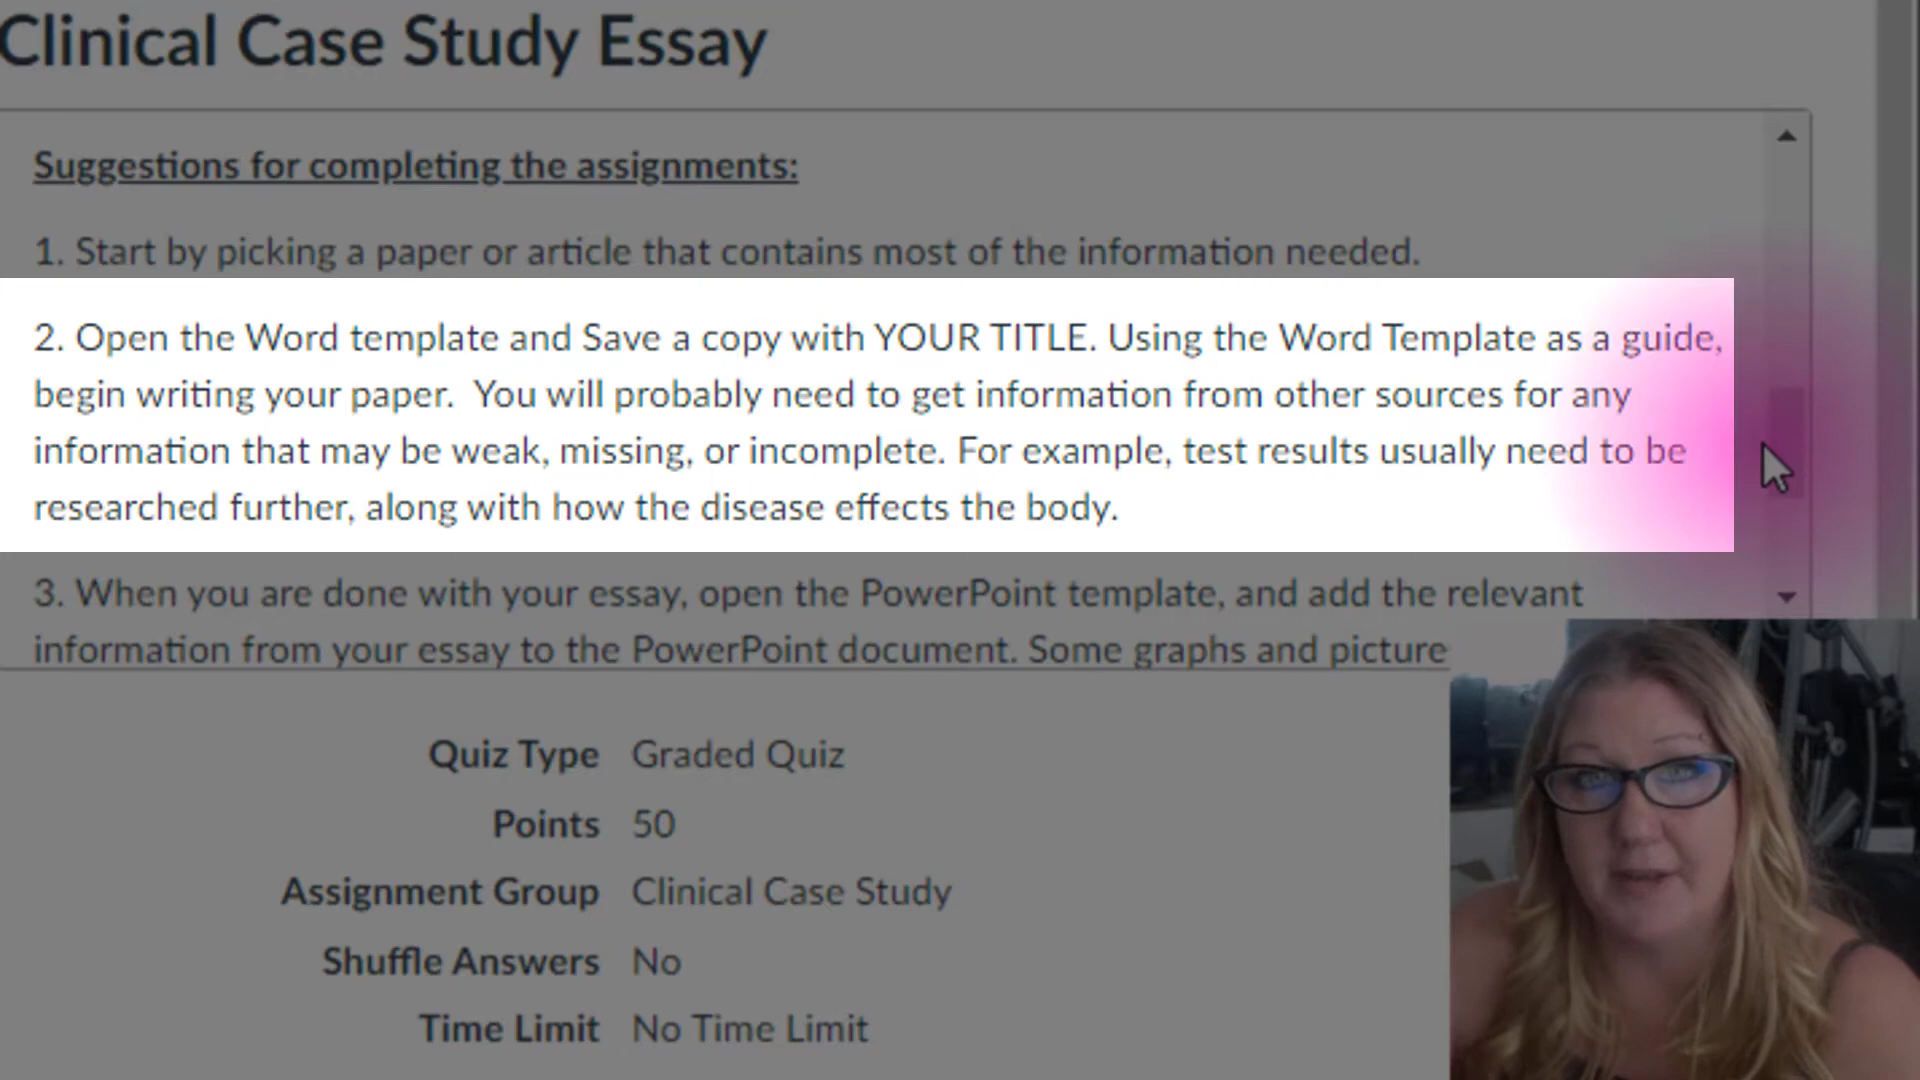 Clinical Case Study Essay
Suggestions for completing the assignments:
1. Start by picking a paper or article that contains most of the information needed.
2. Open the Word template and Save a copy with YOUR TITLE. Using the Word Template as a guide,
begin writing your paper.  You will probably need to get information from other sources for any
information that may be weak, missing, or incomplete. For example, test results usually need to be
researched further, along with how the disease effects the body.
3. When you are done with your essay, open the PowerPoint template, and add the relevant
information from your essay to the PowerPoint document. Some graphs and picture
Quiz Type Graded Quiz
Points 50
Assignment Group Clinical Case Study
Shuffle Answers No
Time Limit No Time Limit